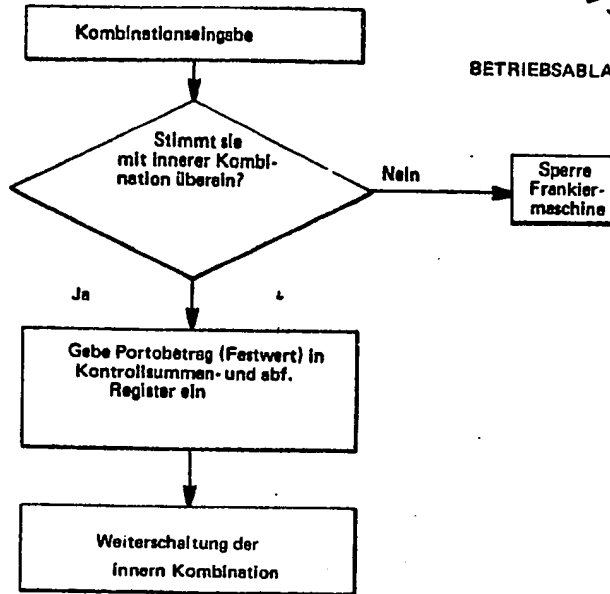 Kombinationseingabe
BETRIEBSABLA
Stimmt sie
mit innerer Kombi-
nation überein?
Nein
Sperre
Frankier-
maschine
Ja
Gebe Portobetrag (Festwert) in
Kontrollsummen- und abf.
Register ein
Weiterschaltung der
innern Kombination